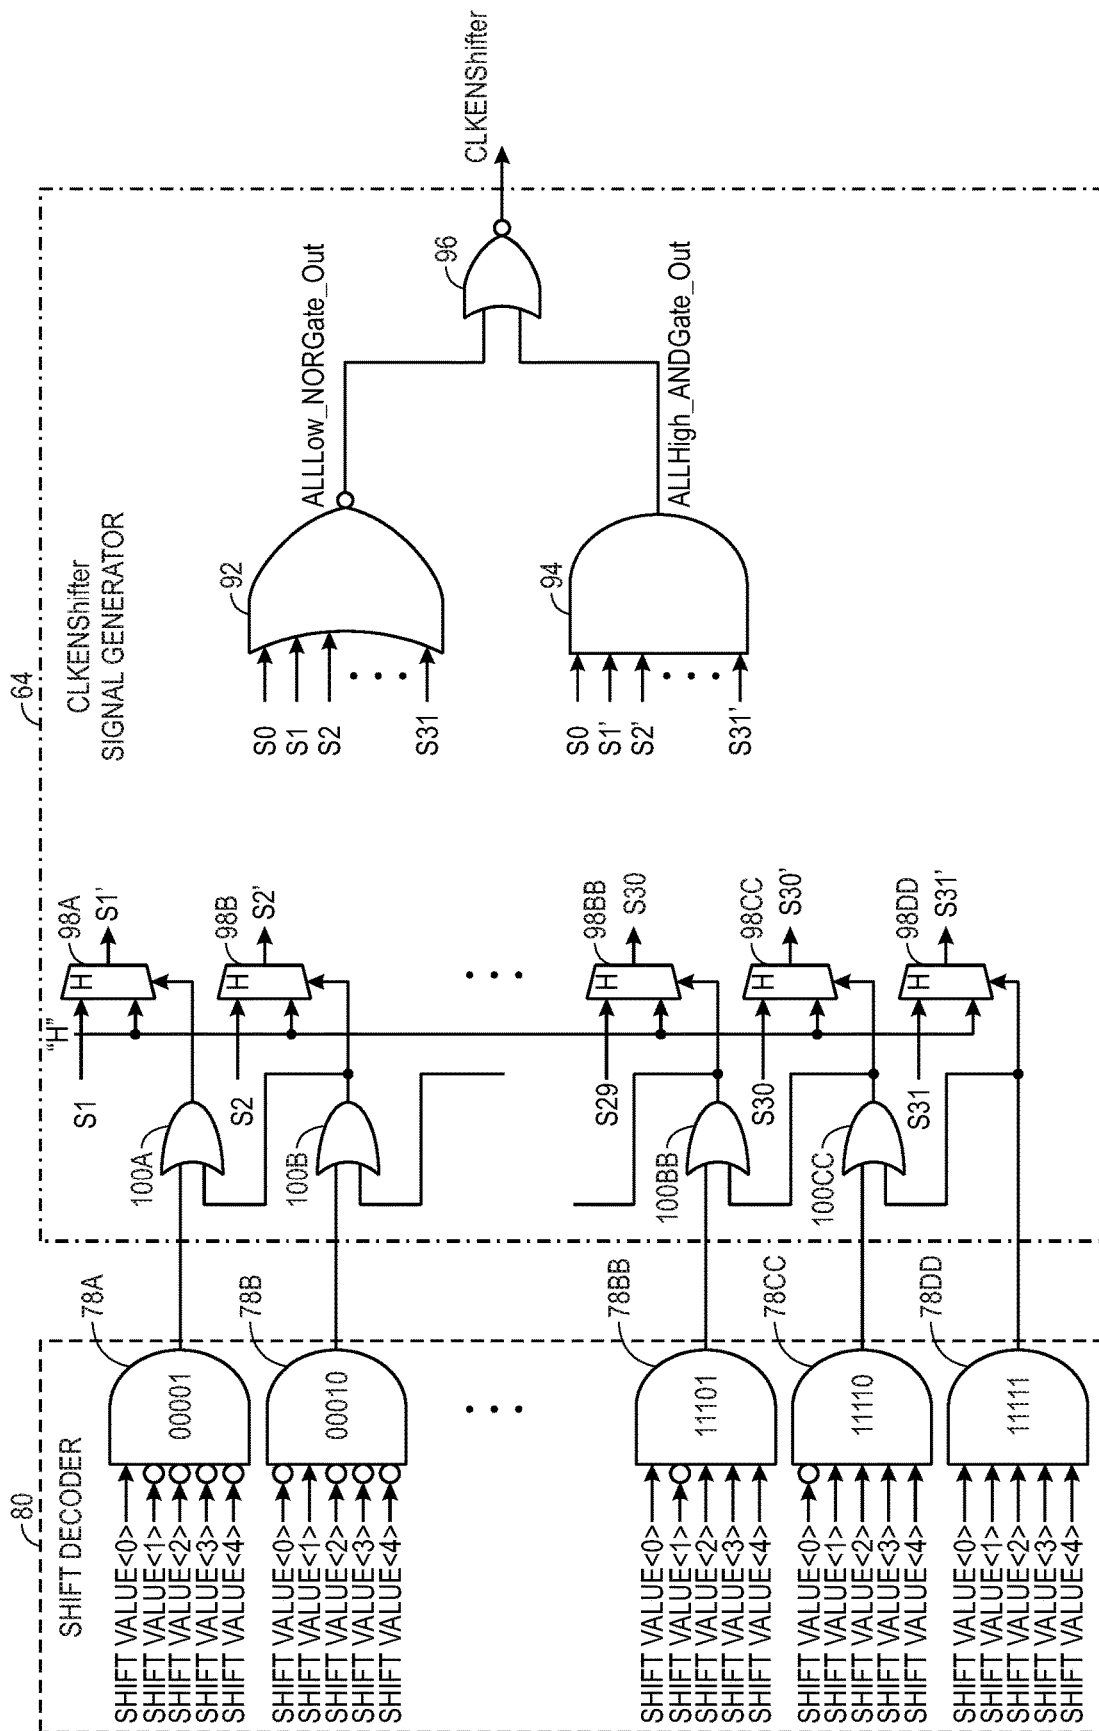 80
SHIFT DECODER
SHIFT VALUE<0>
SHIFT VALUE<1>
SHIFT VALUE<2>
SHIFT VALUE<3>
SHIFT VALUE<4>
00001
78A
SHIFT VALUE<0>
SHIFT VALUE<1>
SHIFT VALUE<2>
SHIFT VALUE<3>
SHIFT VALUE<4>
00010
78B
SHIFT VALUE<0>
SHIFT VALUE<1>
SHIFT VALUE<2>
SHIFT VALUE<3>
SHIFT VALUE<4>
11101
78BB
SHIFT VALUE<0>
SHIFT VALUE<1>
SHIFT VALUE<2>
SHIFT VALUE<3>
SHIFT VALUE<4>
11110
78CC
SHIFT VALUE<0>
SHIFT VALUE<1>
SHIFT VALUE<2>
SHIFT VALUE<3>
SHIFT VALUE<4>
11111
78DD
64
100A
100B
100BB
100CC
"H"
S1
H
98A
S1'
S2
H
98B
S2'
S29
H
98BB
S30
S30
H
98CC
S30'
S31
H
98DD
S31'
CLKENShifter
SIGNAL GENERATOR
S0
S1
S2
S31
92
ALLLow_NORGate_Out
S0
S1'
S2'
S31'
94
ALLHigh_ANDGate_Out
96
CLKENShifter